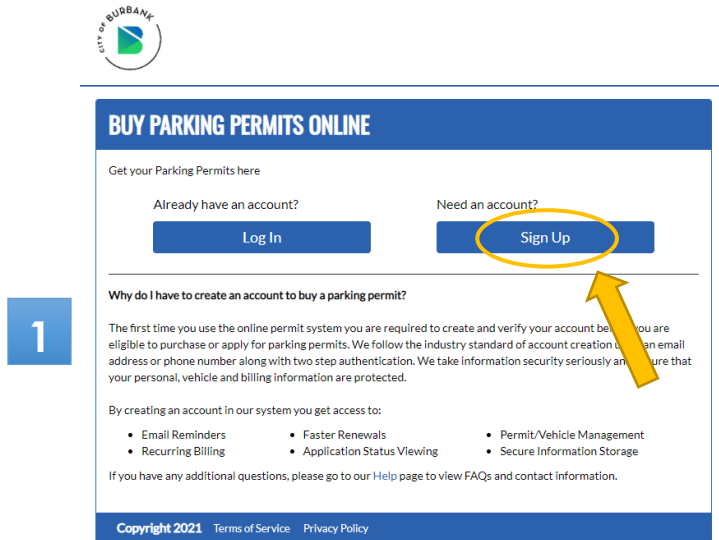 CITY OF BURBANK
BUY PARKING PERMITS ONLINE
Get your Parking Permits here
Already have an account?
Need an account?
Log In
Sign Up
Why do I have to create an account to buy a parking permit?
1
The first time you use the online permit system you are required to create and verify your account be you are
eligible to purchase or apply for parking permits. We follow the industry standard of account creation an email
address or phone number along with two step authentication. We take information security seriously an ure that
your personal, vehicle and billing information are protected.
By creating an account in our system you get access to:
• Email Reminders
• Faster Renewals
• Permit/Vehicle Management
• Recurring Billing
• Application Status Viewing
• Secure Information Storage
If you have any additional questions, please go to our Help page to view FAQs and contact information.
Copyright 2021 Terms of Service Privacy Policy